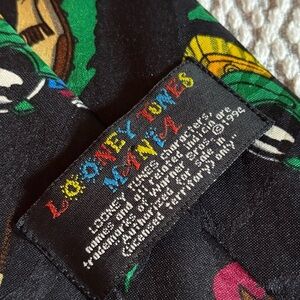 LOONEY TUNES
MANIA
LOONEY TUNES characters,
names and all related indicia are
trademarks of Warner Bros. ©1994
"Authorized for Sale in
(Licensed Territory) only"